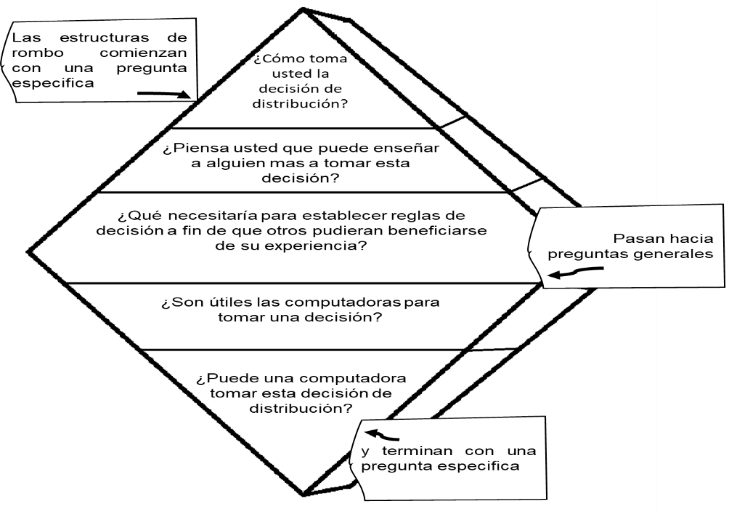 Las estructuras de
rombo comienzan
con una pregunta
especifica
¿Cómo toma
usted la
decisión de
distribución?
¿Piensa usted que puede enseñar
a alguien mas a tomar esta
decisión?
¿Qué necesitaría para establecer reglas de
decisión a fin de que otros pudieran beneficiarse
de su experiencia?
Pasan hacia
preguntas generales
¿Son útiles las computadoras para
tomar una decisión?
¿Puede una computadora
tomar esta decisión de
distribución?
y terminan con una
pregunta especifica